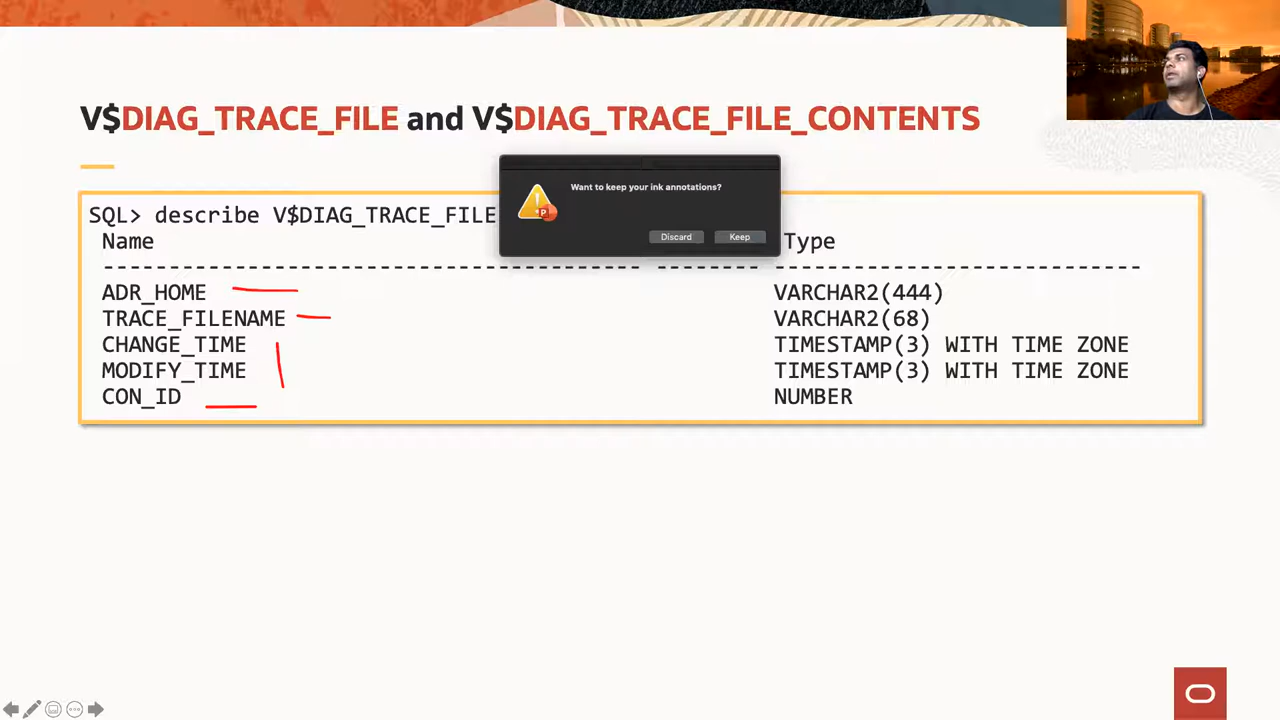 V$DIAG_TRACE_FILE and V$DIAG_TRACE_FILE_CONTENTS
Want to keep your ink annotations?
Discard Keep
SQL> describe V$DIAG_TRACE_FILE
Name Type
---------------------------------------- -------- ----------------------------
ADR_HOME VARCHAR2(444)
TRACE_FILENAME VARCHAR2(68)
CHANGE_TIME TIMESTAMP(3) WITH TIME ZONE
MODIFY_TIME TIMESTAMP(3) WITH TIME ZONE
CON_ID NUMBER